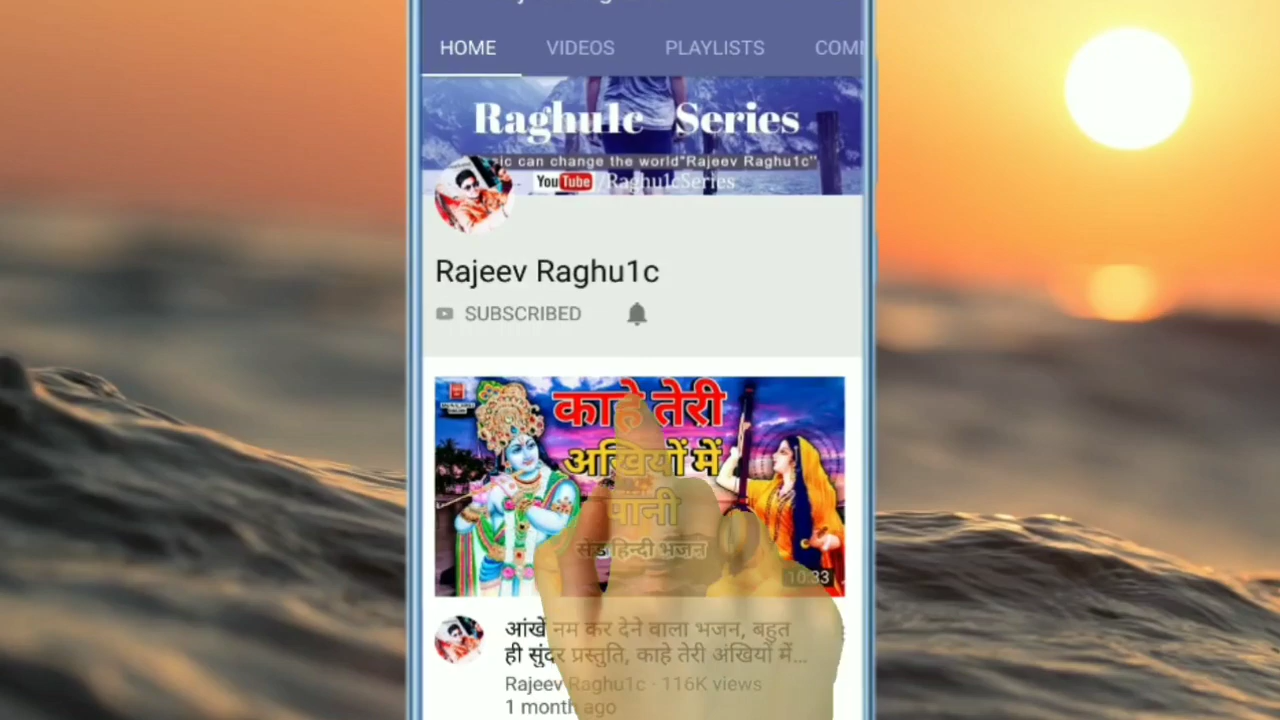 HOME VIDEOS PLAYLISTS
Raghu1c Series
can change the world"Rajeev Raghu1c"
YouTube /Raghu1cSeries
Rajeev Raghu1c
SUBSCRIBED
काहे तेरी
अखियों में
पानी
सेड हिन्दी भजन
10:33
आंखें नम कर देने वाला भजन, बहुत
ही सुंदर प्रस्तुति, काहे तेरी अंखियों में...
Rajeev Raghu1c · 116K views
1 month ago